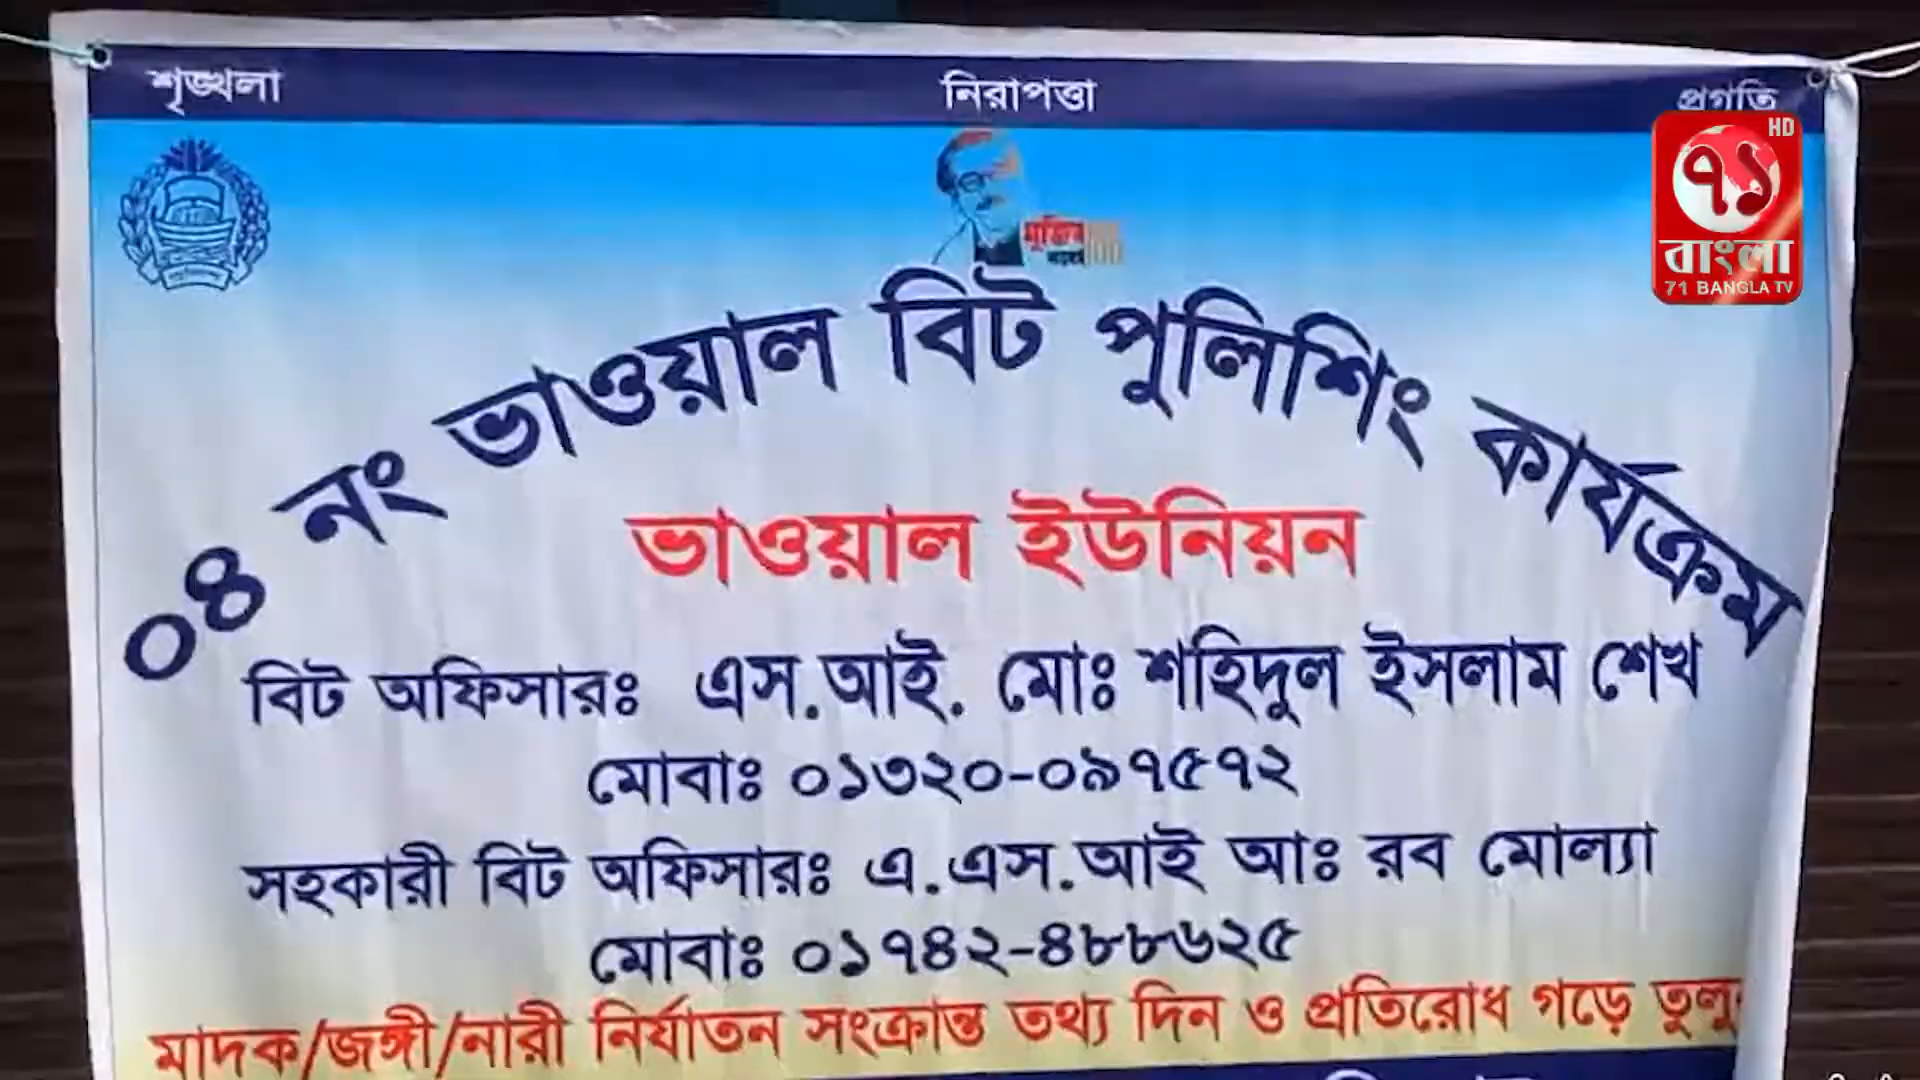 শৃঙ্খলা নিরাপত্তা প্রগতি
HD
৭১
বাংলা
71 BANGLA TV
০৪ নং ভাওয়াল বিট পুলিশিং কার্যক্রম
ভাওয়াল ইউনিয়ন
বিট অফিসারঃ এস.আই. মোঃ শহিদুল ইসলাম শেখ
মোবাঃ ০১৩২০-০৯৭৫৭২
সহকারী বিট অফিসারঃ এ.এস.আই আঃ রব মোল্যা
মোবাঃ ০১৭৪২-৪৮৮৬২৫
মাদক/জঙ্গী/নারী নির্যাতন সংক্রান্ত তথ্য দিন ও প্রতিরোধ গড়ে তুলুন